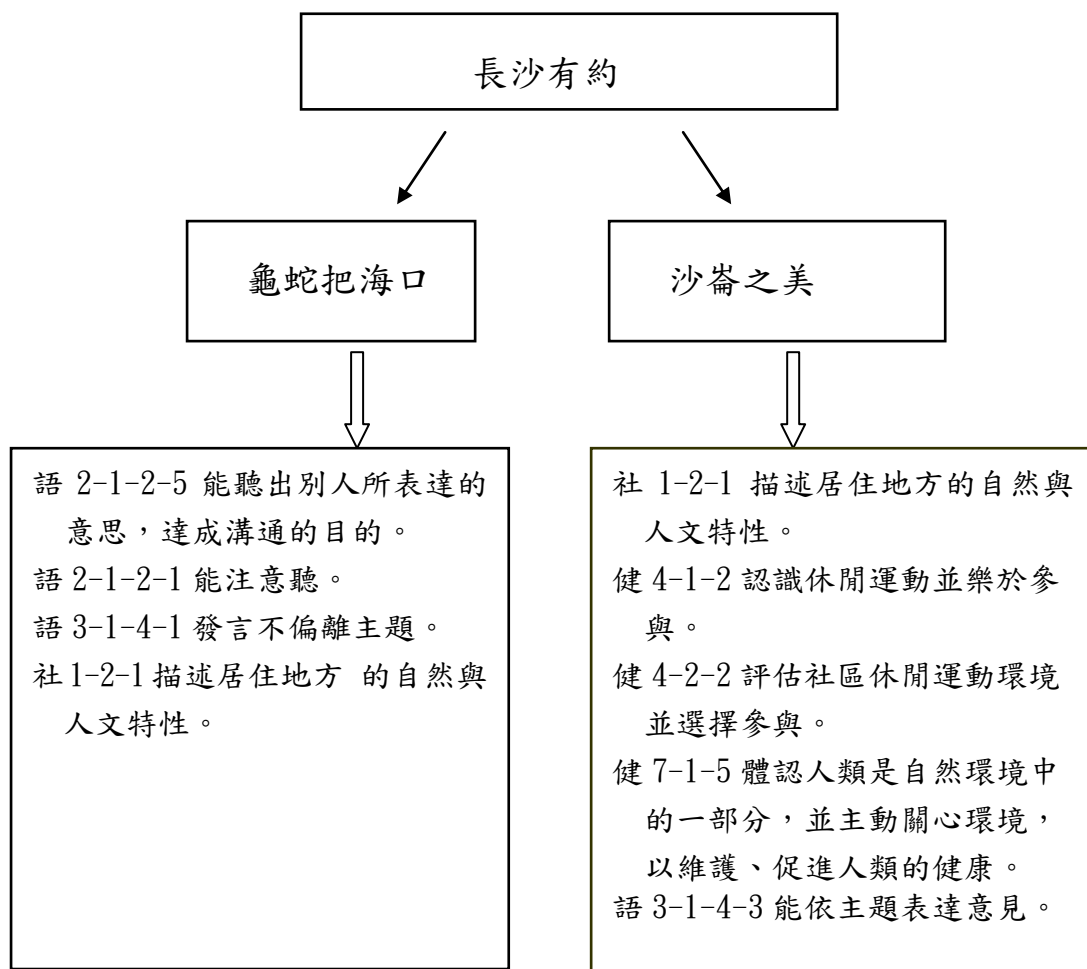 長沙有約
龜蛇把海口
沙崙之美
語 2-1-2-5 能聽出別人所表達的
意思，達成溝通的目的。
語 2-1-2-1 能注意聽。
語 3-1-4-1 發言不偏離主題。
社 1-2-1 描述居住地方 的自然與
人文特性。
社 1-2-1 描述居住地方的自然與
人文特性。
健 4-1-2 認識休閒運動並樂於參
與。
健 4-2-2 評估社區休閒運動環境
並選擇參與。
健 7-1-5 體認人類是自然環境中
的一部分，並主動關心環境，
以維護、促進人類的健康。
語 3-1-4-3 能依主題表達意見。